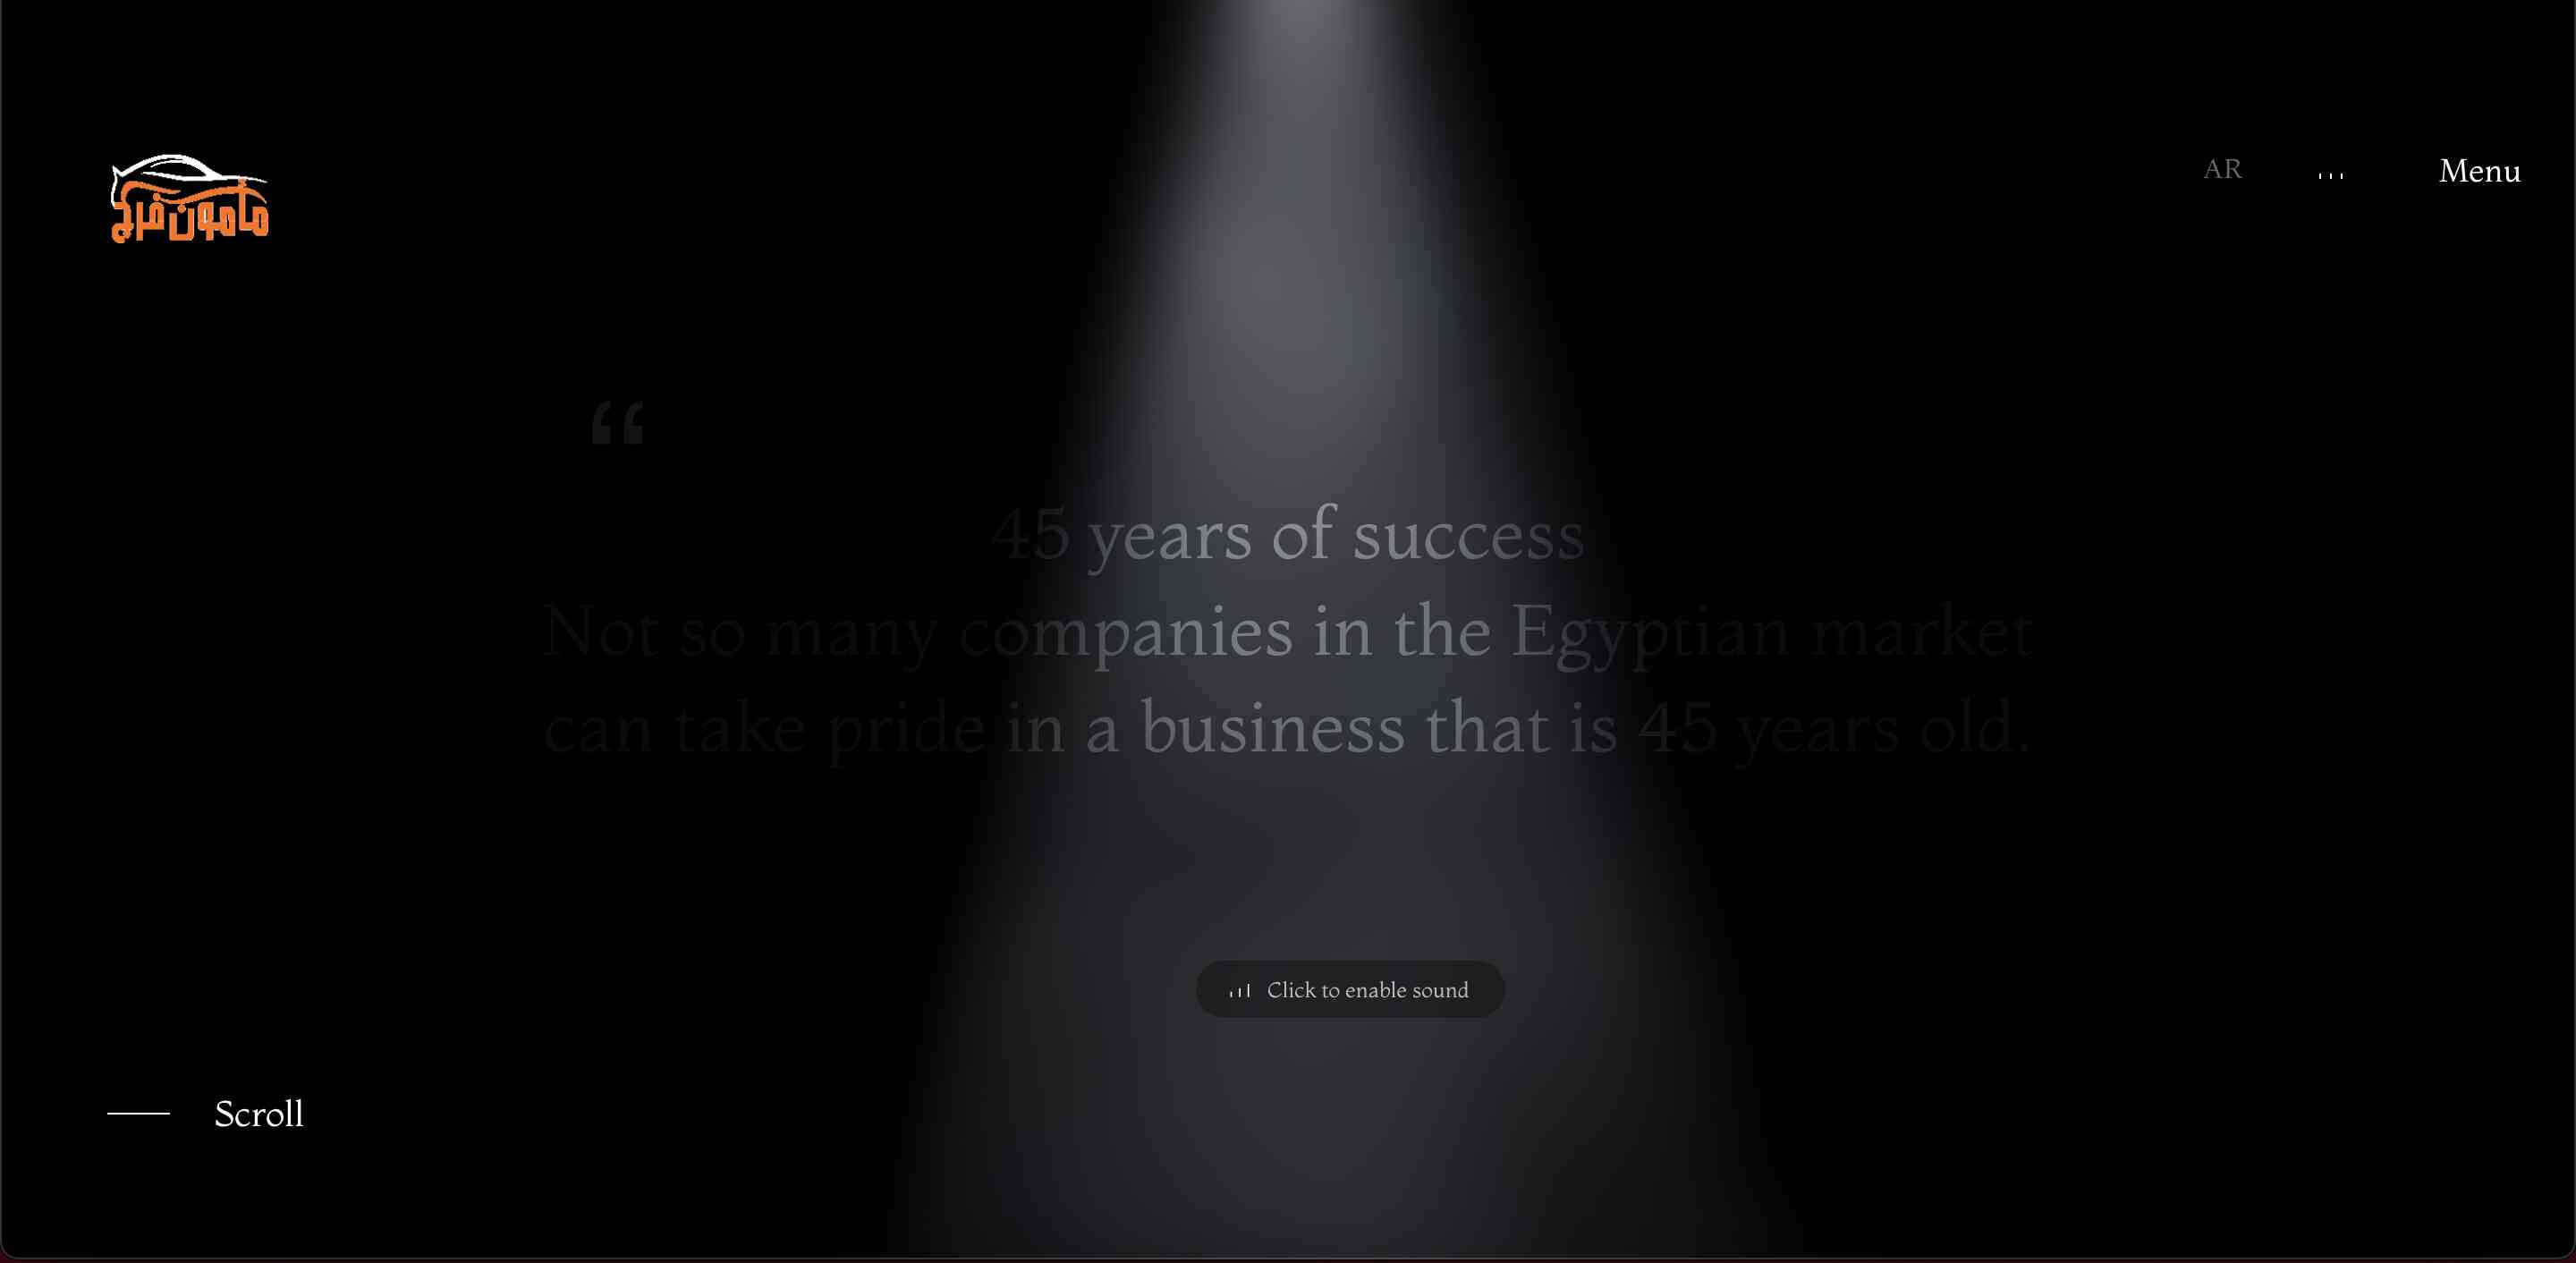 مأمون فرج
AR
Menu
“
45 years of success
Not so many companies in the Egyptian market
can take pride in a business that is 45 years old.
Click to enable sound
Scroll